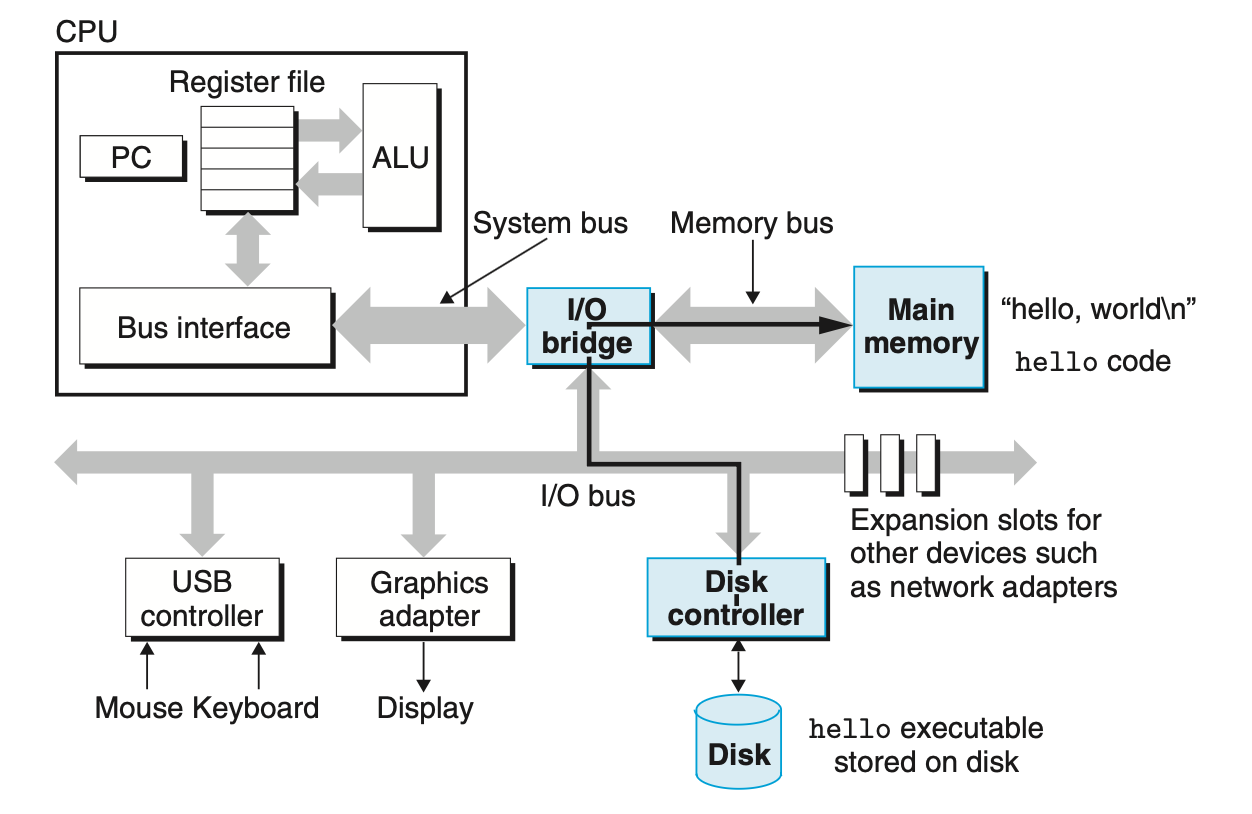 CPU
Register file
PC
ALU
System bus
Memory bus
Bus interface
I/O
bridge
Main
memory
“hello, world\n”
hello code
I/O bus
Expansion slots for
other devices such
as network adapters
USB
controller
Graphics
adapter
Disk
controller
Mouse Keyboard
Display
Disk
hello executable
stored on disk